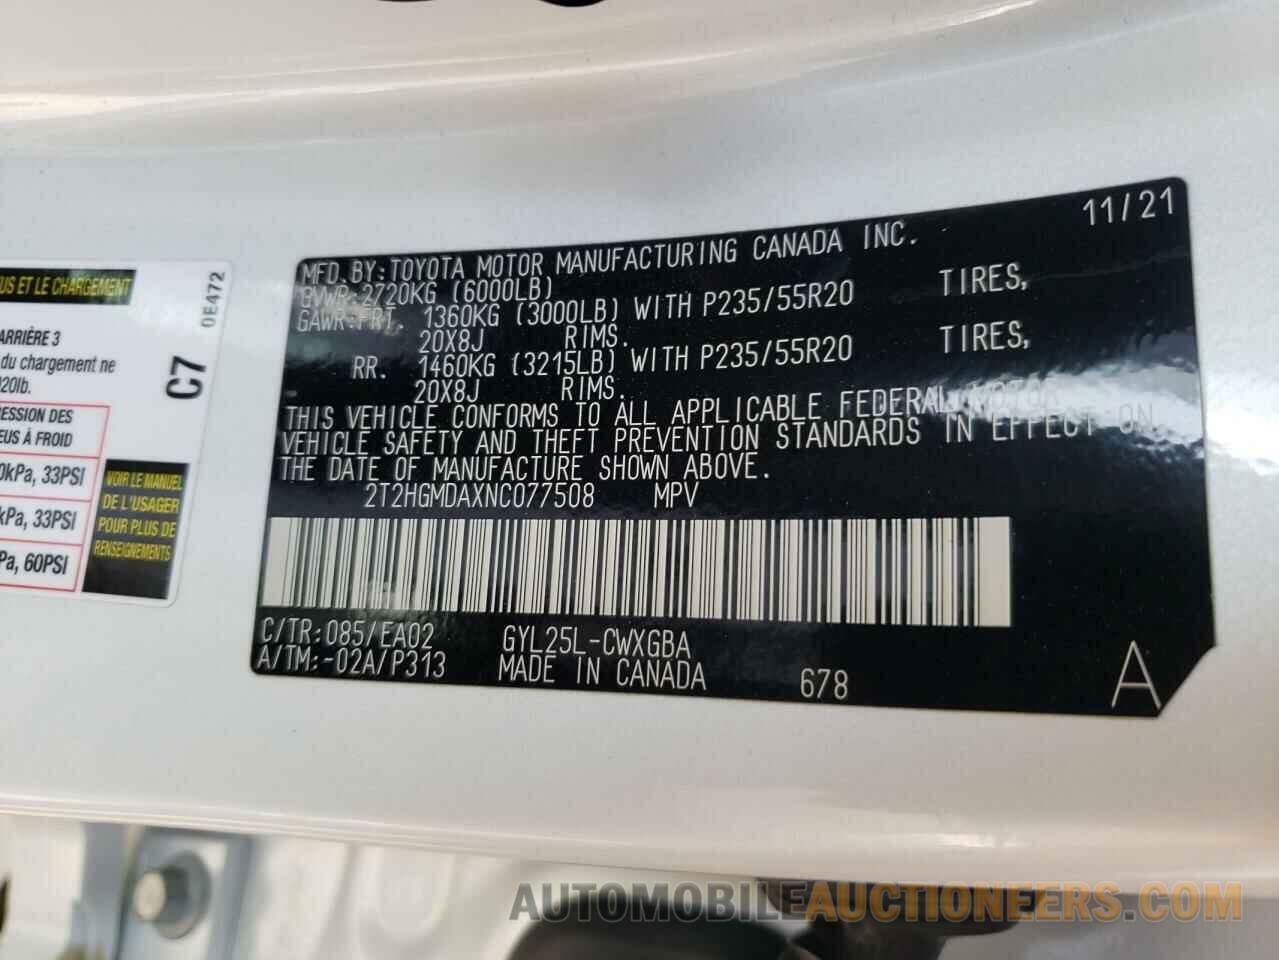 US ET LE CHARGEMENT
ARRIÈRE 3
du chargement ne
020lb.
ESSION DES
EUS À FROID
0kPa, 33PSI
kPa, 33PSI
Pa, 60PSI
VOIR LE MANUEL
DE L'USAGER
POUR PLUS DE
RENSEIGNEMENTS
C7
0E472
11/21
MFD.BY:TOYOTA MOTOR MANUFACTURING CANADA INC.
GVWR:2720KG (6000LB)
GAWR:FRT. 1360KG (3000LB) WITH P235/55R20 TIRES,
20X8J RIMS.
RR. 1460KG (3215LB) WITH P235/55R20 TIRES,
20X8J RIMS.
THIS VEHICLE CONFORMS TO ALL APPLICABLE FEDERAL MOTOR
VEHICLE SAFETY AND THEFT PREVENTION STANDARDS IN EFFECT ON
THE DATE OF MANUFACTURE SHOWN ABOVE.
2T2HGMDAXNC077508 MPV
C/TR:085/EA02 GYL25L-CWXGBA
A/TM:-02A/P313 MADE IN CANADA 678
A
AUTOMOBILEAUCTIONEERS.COM